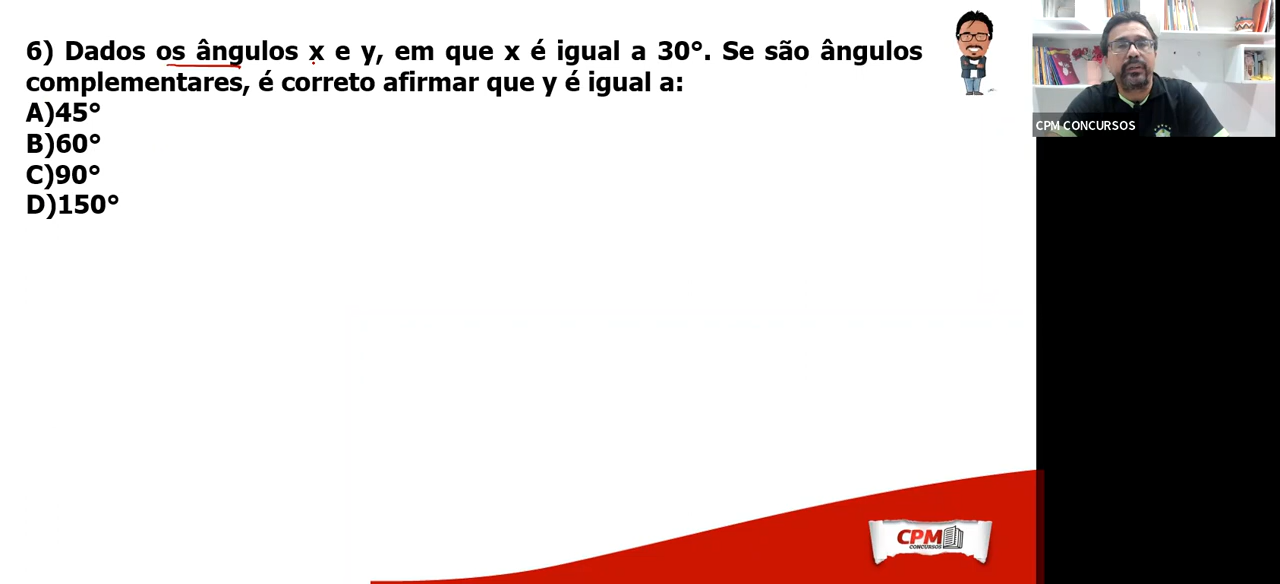 6) Dados os ângulos x e y, em que x é igual a 30°. Se são ângulos
complementares, é correto afirmar que y é igual a:
A)45°
B)60°
C)90°
D)150°
CPM CONCURSOS
CPM
CONCURSOS